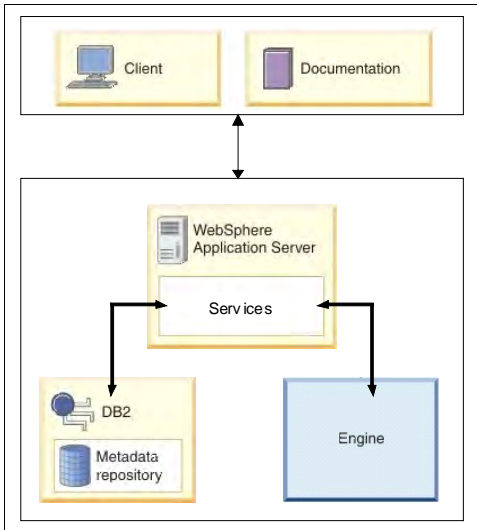 Client
Documentation
WebSphere
Application Server
Services
DB2
Metadata
repository
Engine